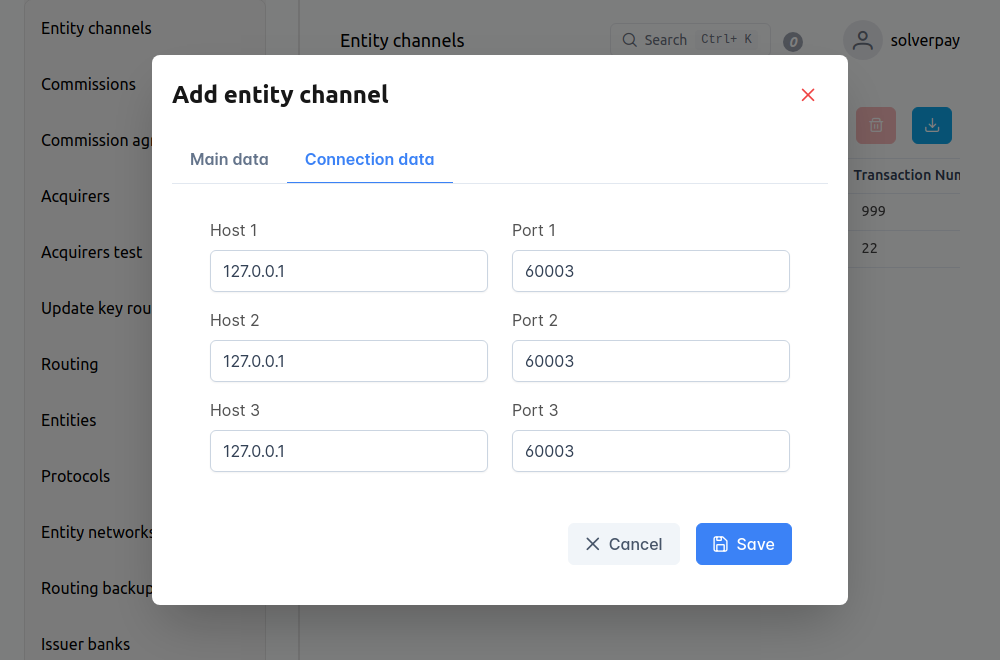 Entity channels
Commissions
Commission agr
Acquirers
Acquirers test
Update key rou
Routing
Entities
Protocols
Entity networks
Routing backup
Issuer banks
Entity channels
Search Ctrl+ K
0
solverpay
Transaction Num
999
22
Add entity channel
Main data Connection data
Host 1 Port 1
127.0.0.1 60003
Host 2 Port 2
127.0.0.1 60003
Host 3 Port 3
127.0.0.1 60003
Cancel Save